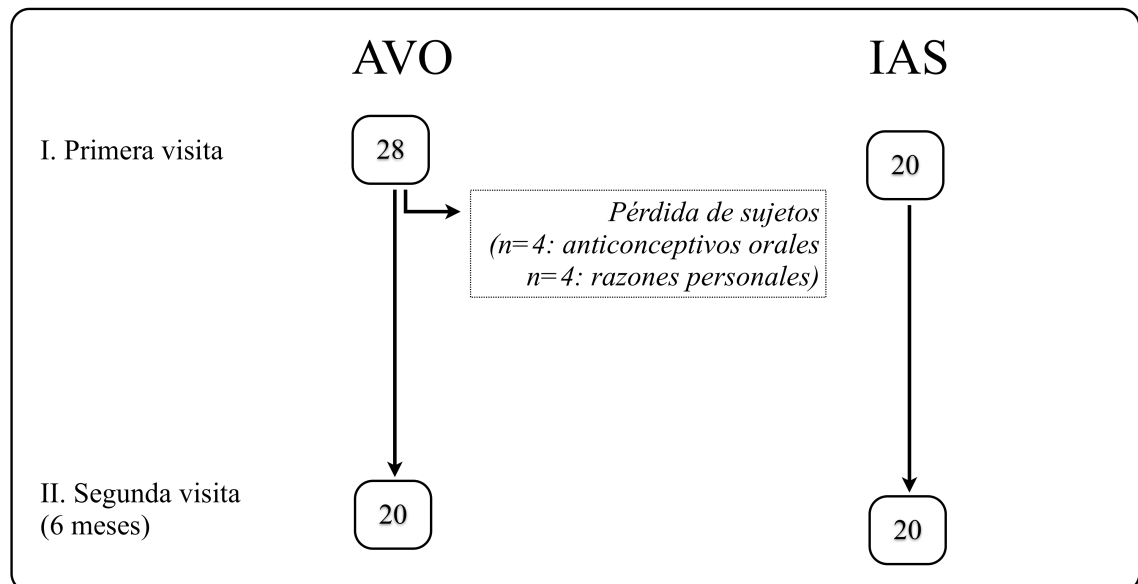 AVO
IAS
I. Primera visita
28
20
Pérdida de sujetos
(n=4: anticonceptivos orales
n=4: razones personales)
II. Segunda visita
(6 meses)
20
20